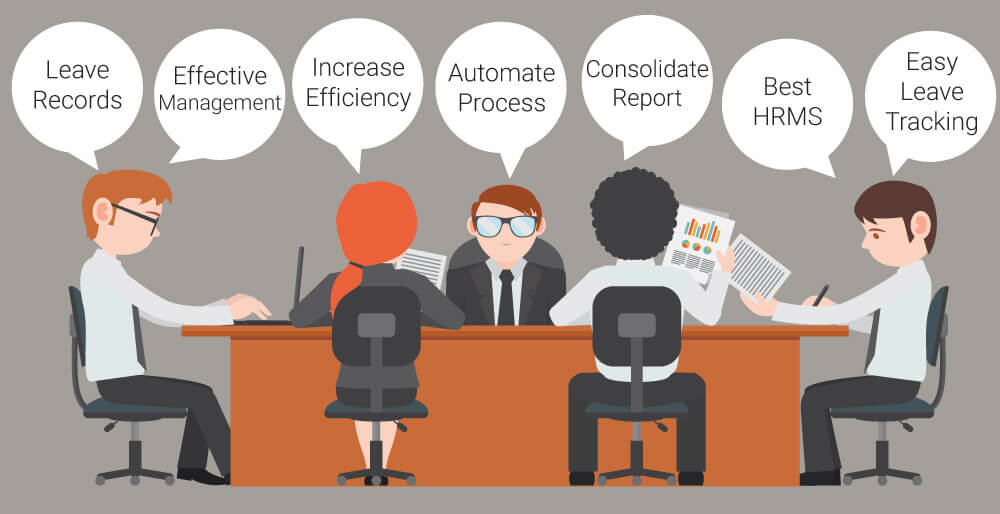 Leave
Records
Effective
Management
Increase
Efficiency
Automate
Process
Consolidate
Report
Best
HRMS
Easy
Leave
Tracking